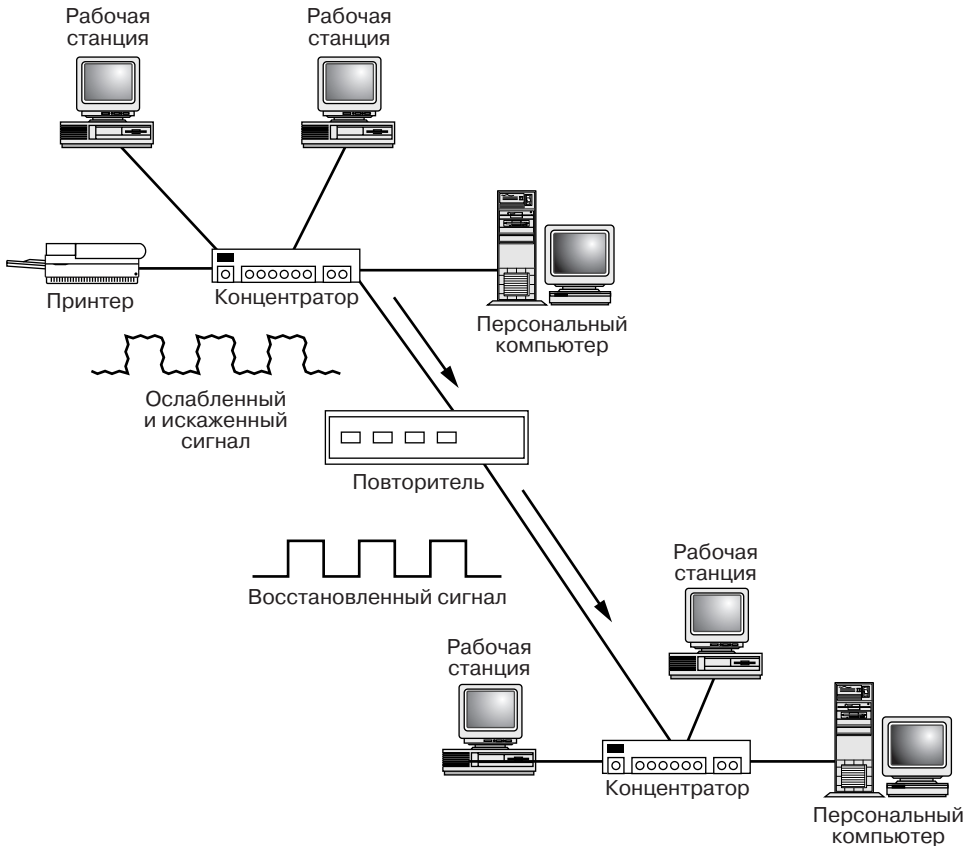 Рабочая
станция
Рабочая
станция
Принтер
Концентратор
Персональный
компьютер
Ослабленный
и искаженный
сигнал
Повторитель
Восстановленный сигнал
Рабочая
станция
Рабочая
станция
Концентратор
Персональный
компьютер